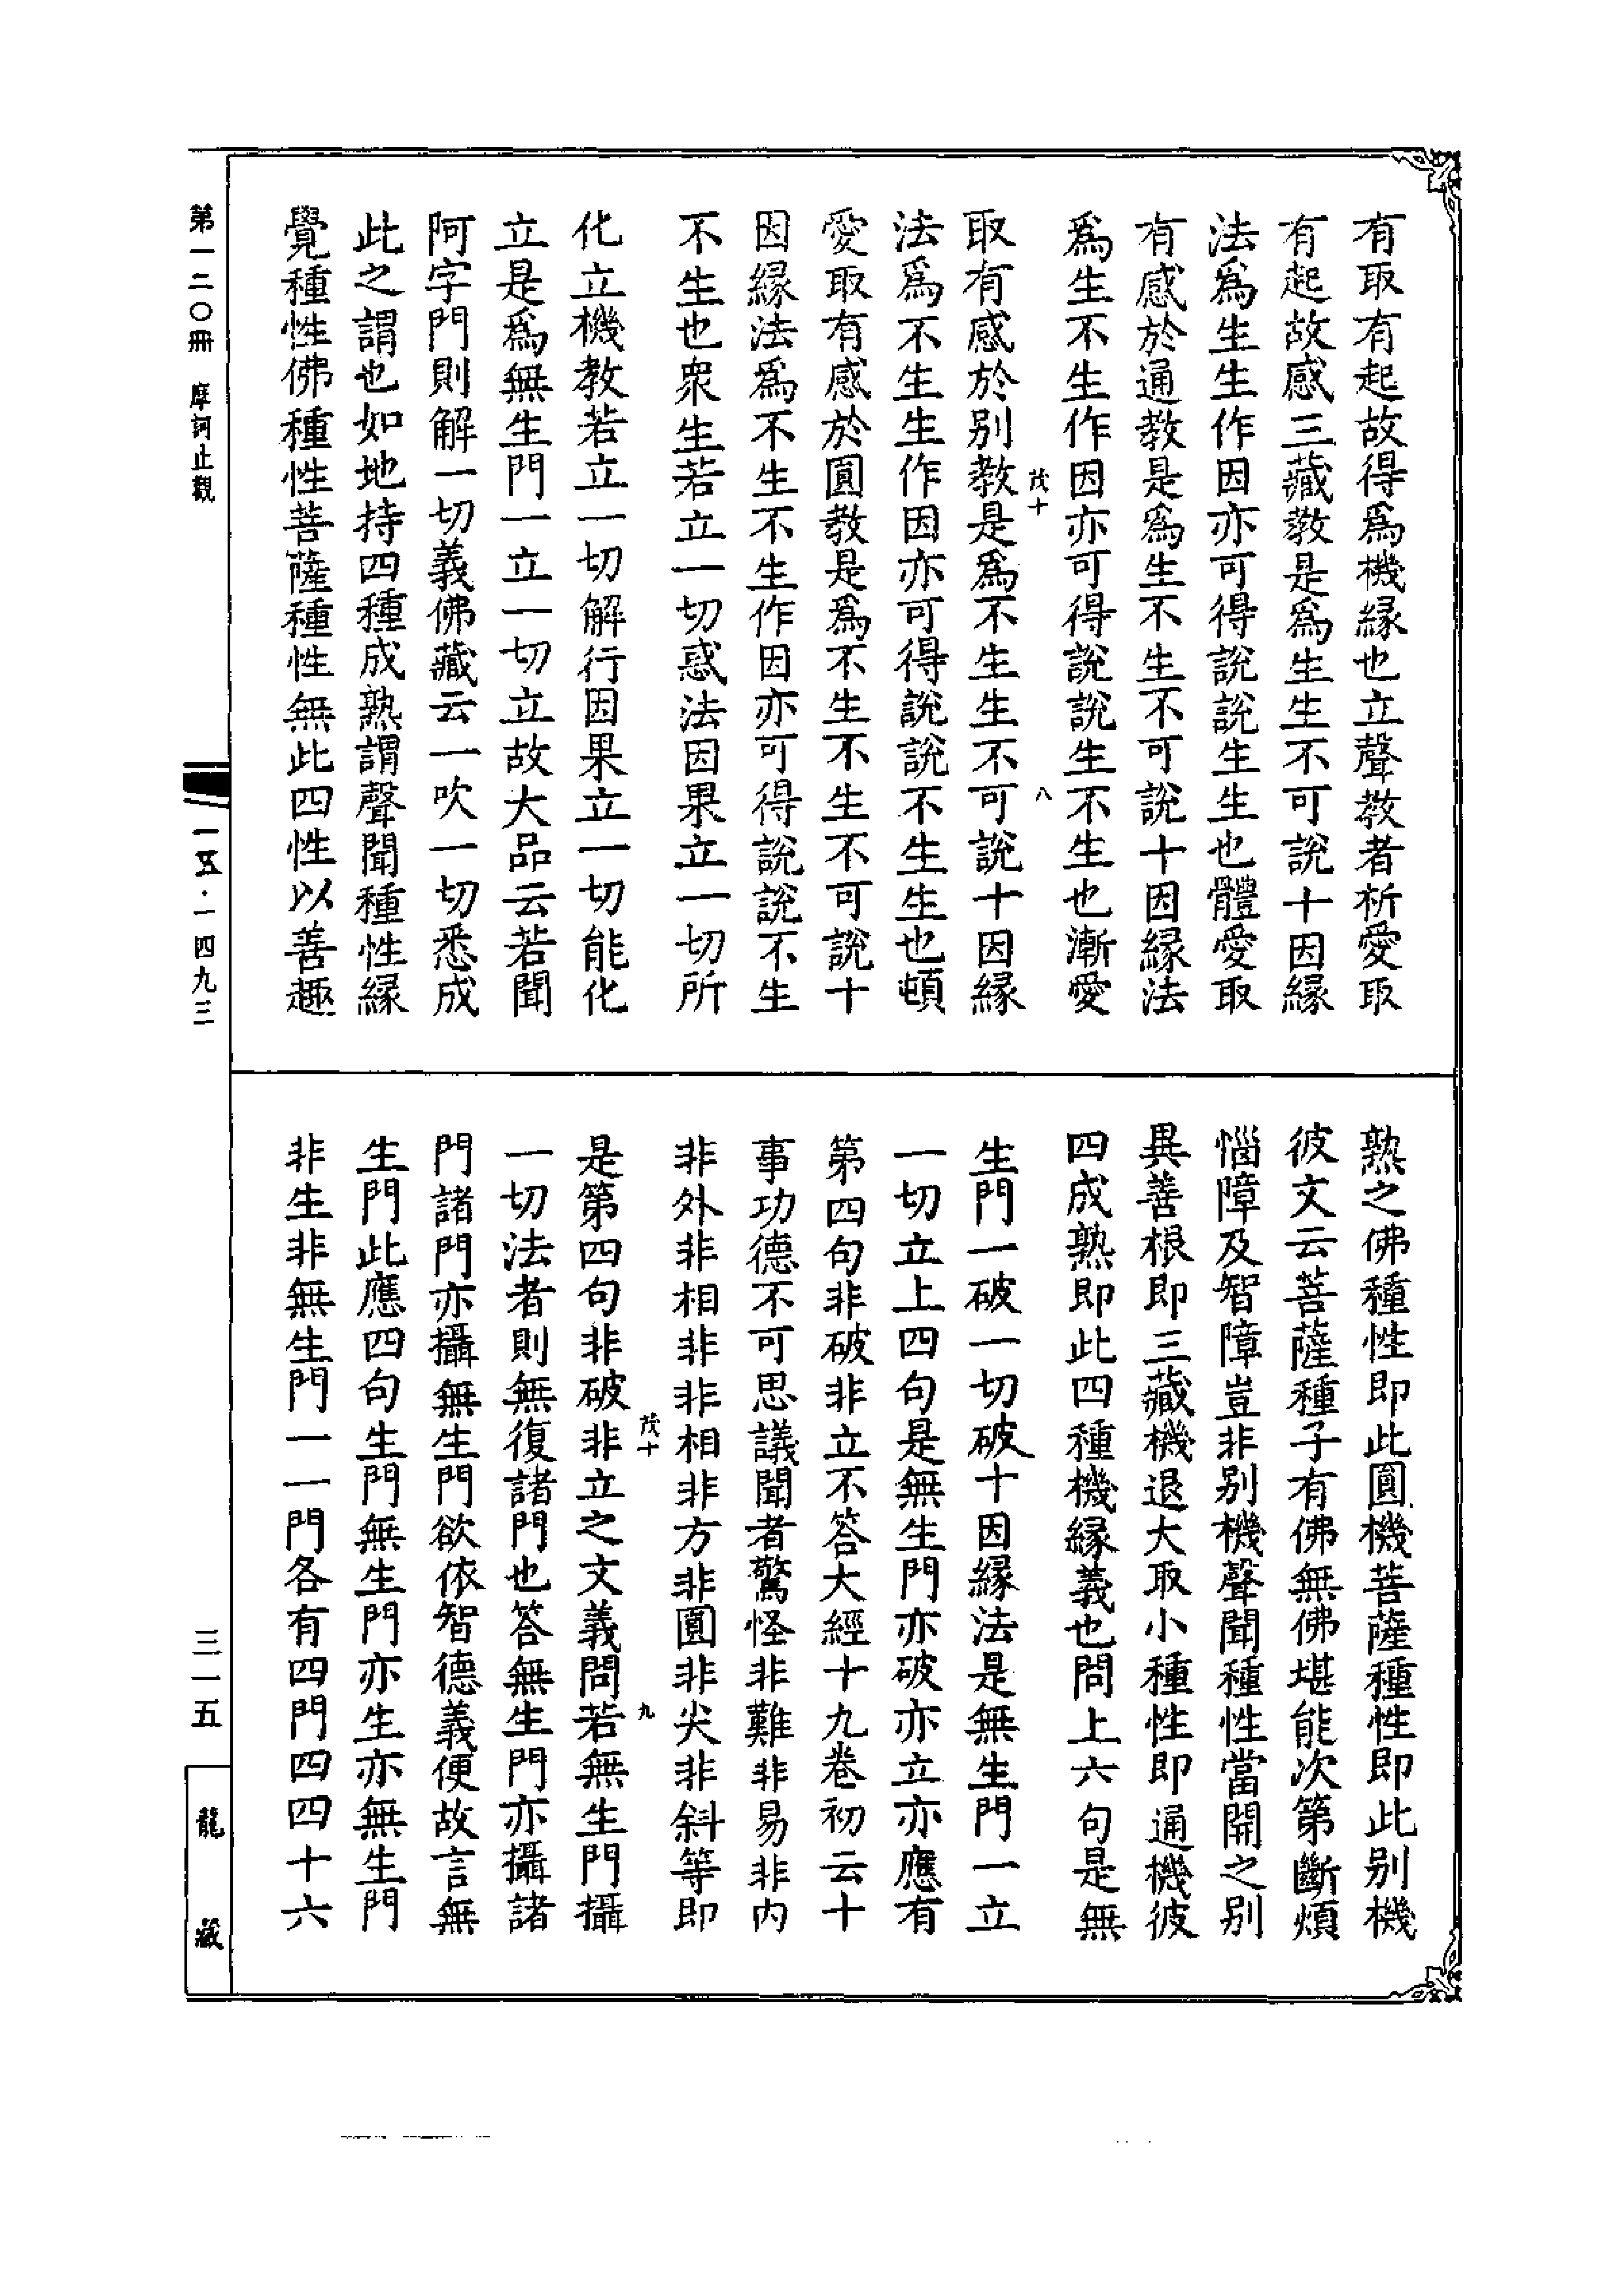 有取有起故得爲機緣也立聲教者析愛取
有起故感三藏教是爲生生不可說十因緣
法爲生生作因亦可得說說生生也體愛取
有感於通教是爲生不生不可說十因緣法
爲生不生作因亦可得說說生不生也漸愛
茂十 八
取有感於別教是爲不生生不可說十因緣
法爲不生生作因亦可得說說不生生也頓
愛取有感於圓教是爲不生不生不可說十
因緣法爲不生不生作因亦可得說說不生
不生也衆生若立一切惑法因果立一切所
化立機教若立一切解行因果立一切能化
立是爲無生門一立一切立故大品云若聞
阿字門則解一切義佛藏云一吹一切悉成
此之謂也如地持四種成熟謂聲聞種性緣
覺種性佛種性菩薩種性無此四性以善趣
熟之佛種性即此圓機菩薩種性即此別機
彼文云菩薩種子有佛無佛堪能次第斷煩
惱障及智障豈非別機聲聞種性當開之別
異善根即三藏機退大取小種性即通機彼
四成熟即此四種機緣義也問上六句是無
生門一破一切破十因緣法是無生門一立
一切立上四句是無生門亦破亦立亦應有
第四句非破非立不答大經十九卷初云十
事功德不可思議聞者驚怪非難非易非內
非外非相非非相非方非圓非尖非斜等即
茂十 九
是第四句非破非立之文義問若無生門攝
一切法者則無復諸門也答無生門亦攝諸
門諸門亦攝無生門欲依智德義便故言無
生門此應四句生門無生門亦生亦無生門
非生非無生門一一門各有四門四四十六
第一二〇冊 摩訶止觀
一五·一四九三
三一五
龍藏